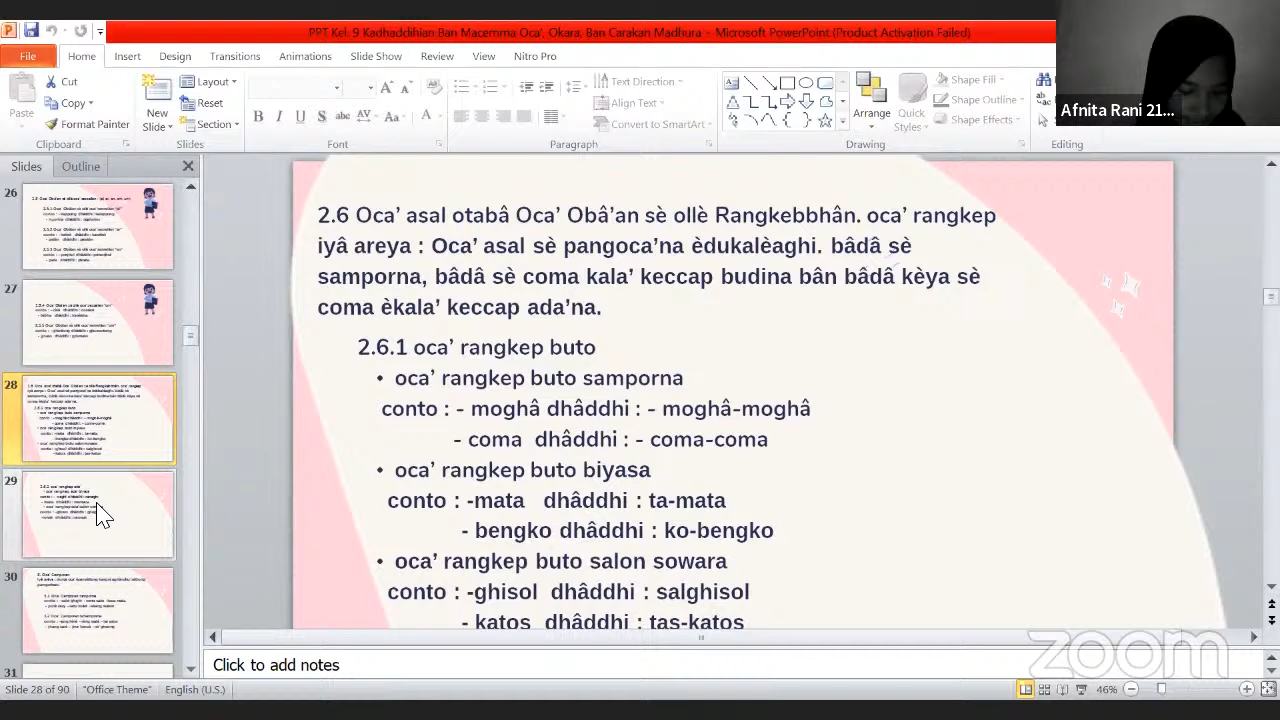 PPT Kel. 9 Kadhaddihian Ban Macemma Oca', Okara, Ban Carakan Madhura - Microsoft PowerPoint (Product Activation Failed)
File Home Insert Design Transitions Animations Slide Show Review View Nitro Pro
Cut
Copy
Format Painter
Paste
Clipboard
New Slide
Layout
Reset
Section
Slides
Font
Text Direction
Align Text
Convert to SmartArt
Paragraph
Arrange
Quick Styles
Shape Fill
Shape Outline
Shape Effects
Drawing
Editing
Afnita Rani 21...
Slides Outline
26
27
28
29
30
31
2.6 Oca’ asal otabâ Oca’ Obâ’an sè ollè Rangkebbhân. oca’ rangkep
iyâ areya : Oca’ asal sè pangoca’na èdukalèaghi. bâdâ sè
samporna, bâdâ sè coma kala’ keccap budina bân bâdâ kèya sè
coma èkala’ keccap ada’na.
2.6.1 oca’ rangkep buto
• oca’ rangkep buto samporna
conto : - moghâ dhâddhi : - moghâ-moghâ
- coma dhâddhi : - coma-coma
• oca’ rangkep buto biyasa
conto : -mata dhâddhi : ta-mata
- bengko dhâddhi : ko-bengko
• oca’ rangkep buto salon sowara
conto : -ghisol dhâddhi : salghisol
- katos dhâddhi : tas-katos
Click to add notes
zoom
Slide 28 of 90 "Office Theme" English (U.S.) 46%